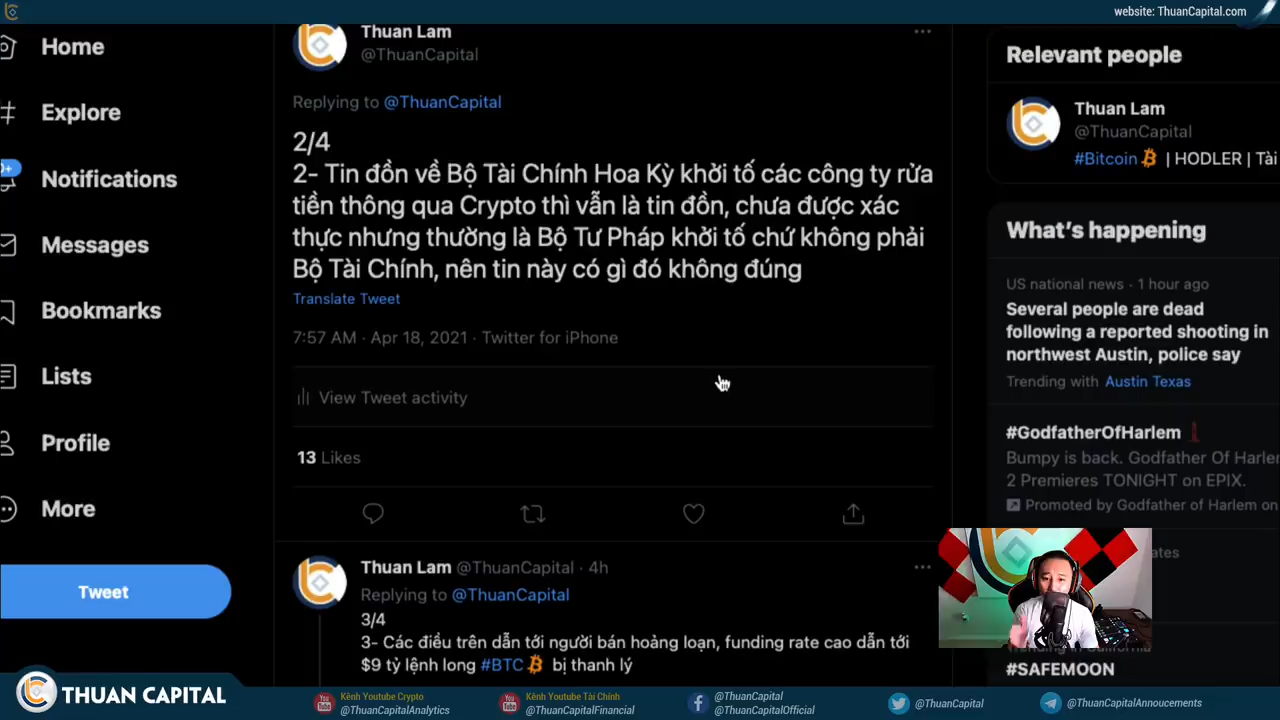 website: ThuanCapital.com
Home
Explore
Notifications
Messages
Bookmarks
Lists
Profile
More
Tweet
Thuan Lam
@ThuanCapital
Replying to @ThuanCapital
2/4
2- Tin đồn về Bộ Tài Chính Hoa Kỳ khởi tố các công ty rửa
tiền thông qua Crypto thì vẫn là tin đồn, chưa được xác
thực nhưng thường là Bộ Tư Pháp khởi tố chứ không phải
Bộ Tài Chính, nên tin này có gì đó không đúng
Translate Tweet
7:57 AM · Apr 18, 2021 · Twitter for iPhone
View Tweet activity
13 Likes
Thuan Lam @ThuanCapital · 4h
Replying to @ThuanCapital
3/4
3- Các điều trên dẫn tới người bán hoảng loạn, funding rate cao dẫn tới
$9 tỷ lệnh long #BTC bị thanh lý
Relevant people
Thuan Lam
@ThuanCapital
#Bitcoin | HODLER | Tài
What's happening
US national news · 1 hour ago
Several people are dead
following a reported shooting in
northwest Austin, police say
Trending with Austin Texas
#GodfatherOfHarlem
Bumpy is back. Godfather Of Harlem
2 Premieres TONIGHT on EPIX.
Promoted by Godfather of Harlem on
#SAFEMOON
THUAN CAPITAL
Kênh Youtube Crypto
@ThuanCapitalAnalytics
Kênh Youtube Tài Chính
@ThuanCapitalFinancial
@ThuanCapital
@ThuanCapitalOfficial
@ThuanCapital
@ThuanCapitalAnnoucements